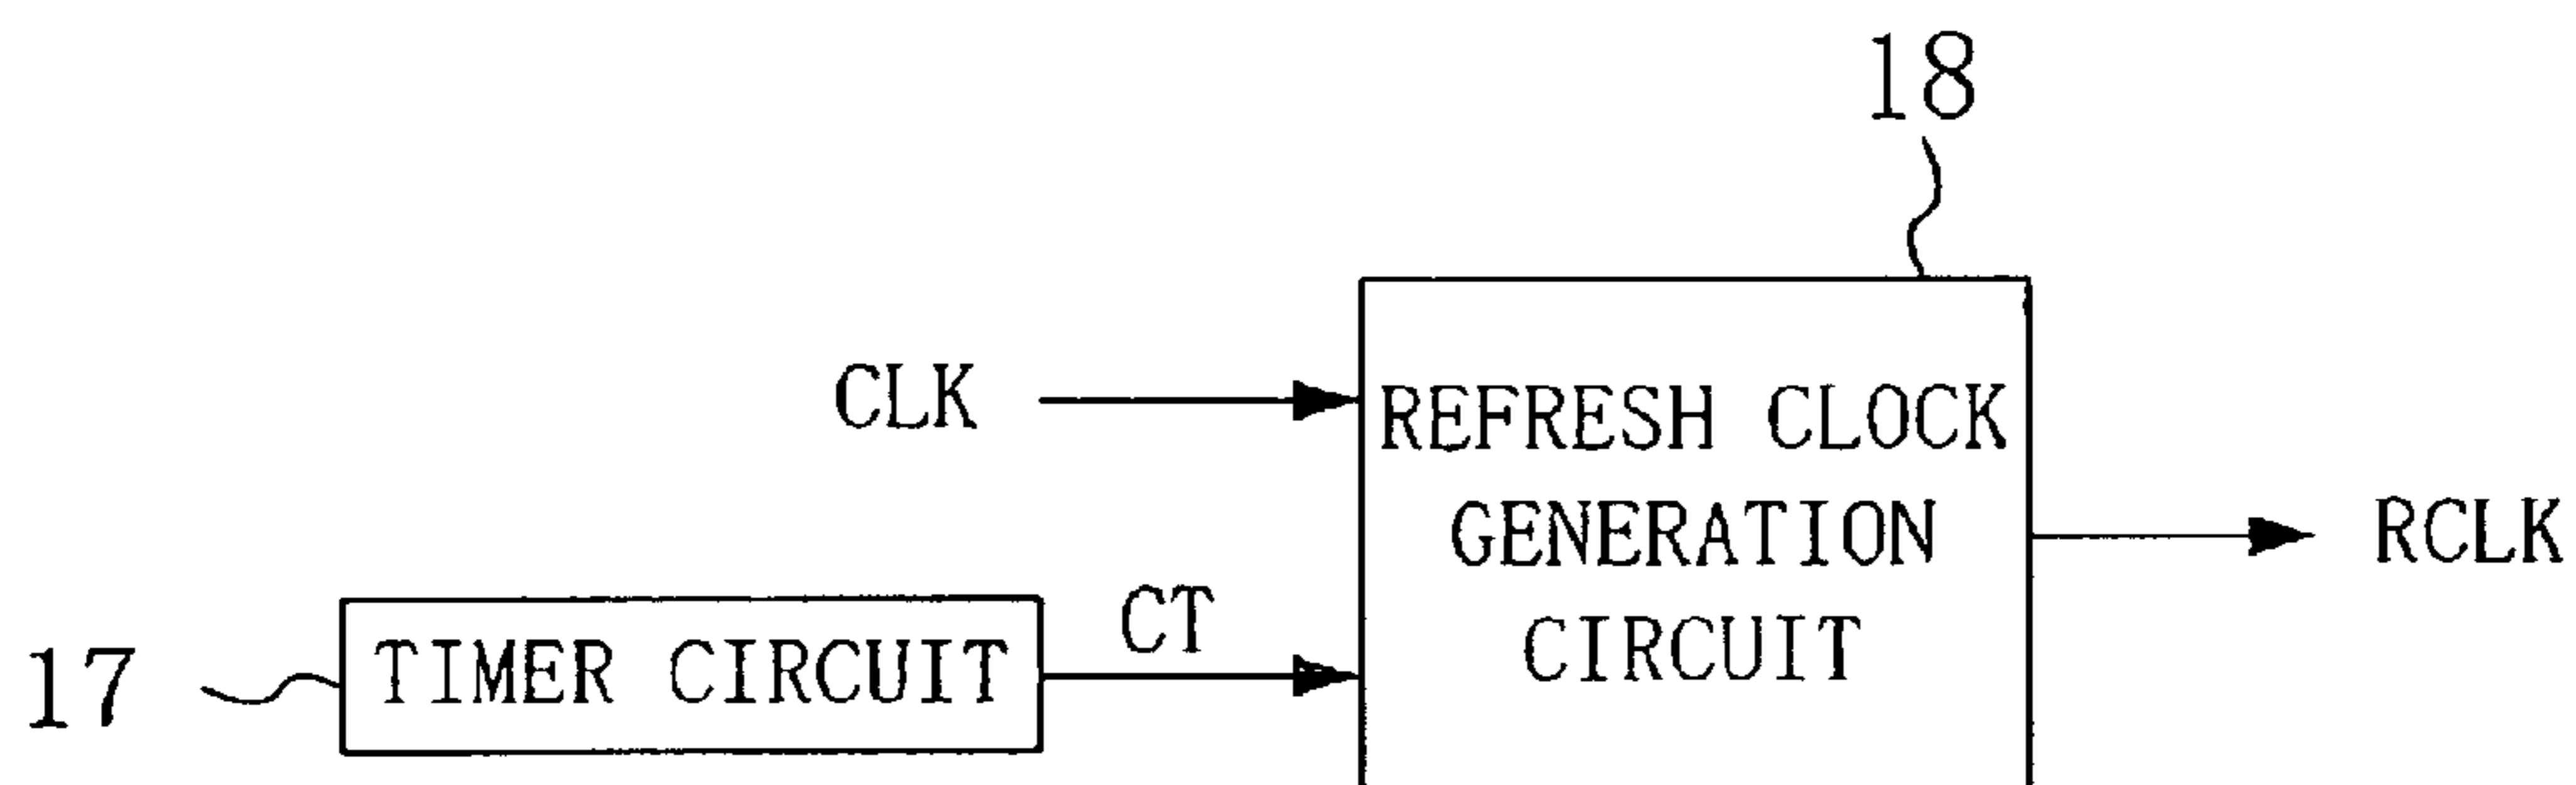 18
CLK
REFRESH CLOCK
GENERATION
CIRCUIT
RCLK
CT
17
TIMER CIRCUIT